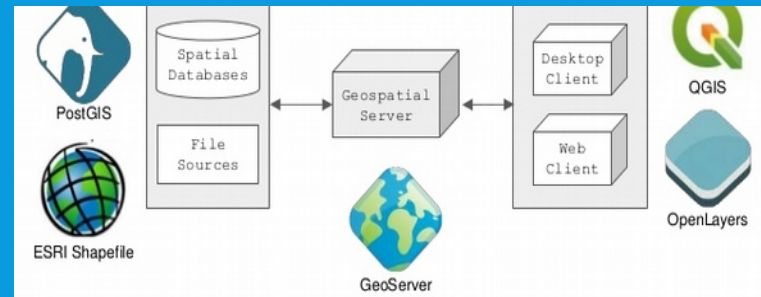 PostGIS
ESRI Shapefile
Spatial
Databases
File
Sources
Geospatial
Server
GeoServer
Desktop
Client
Web
Client
QGIS
OpenLayers